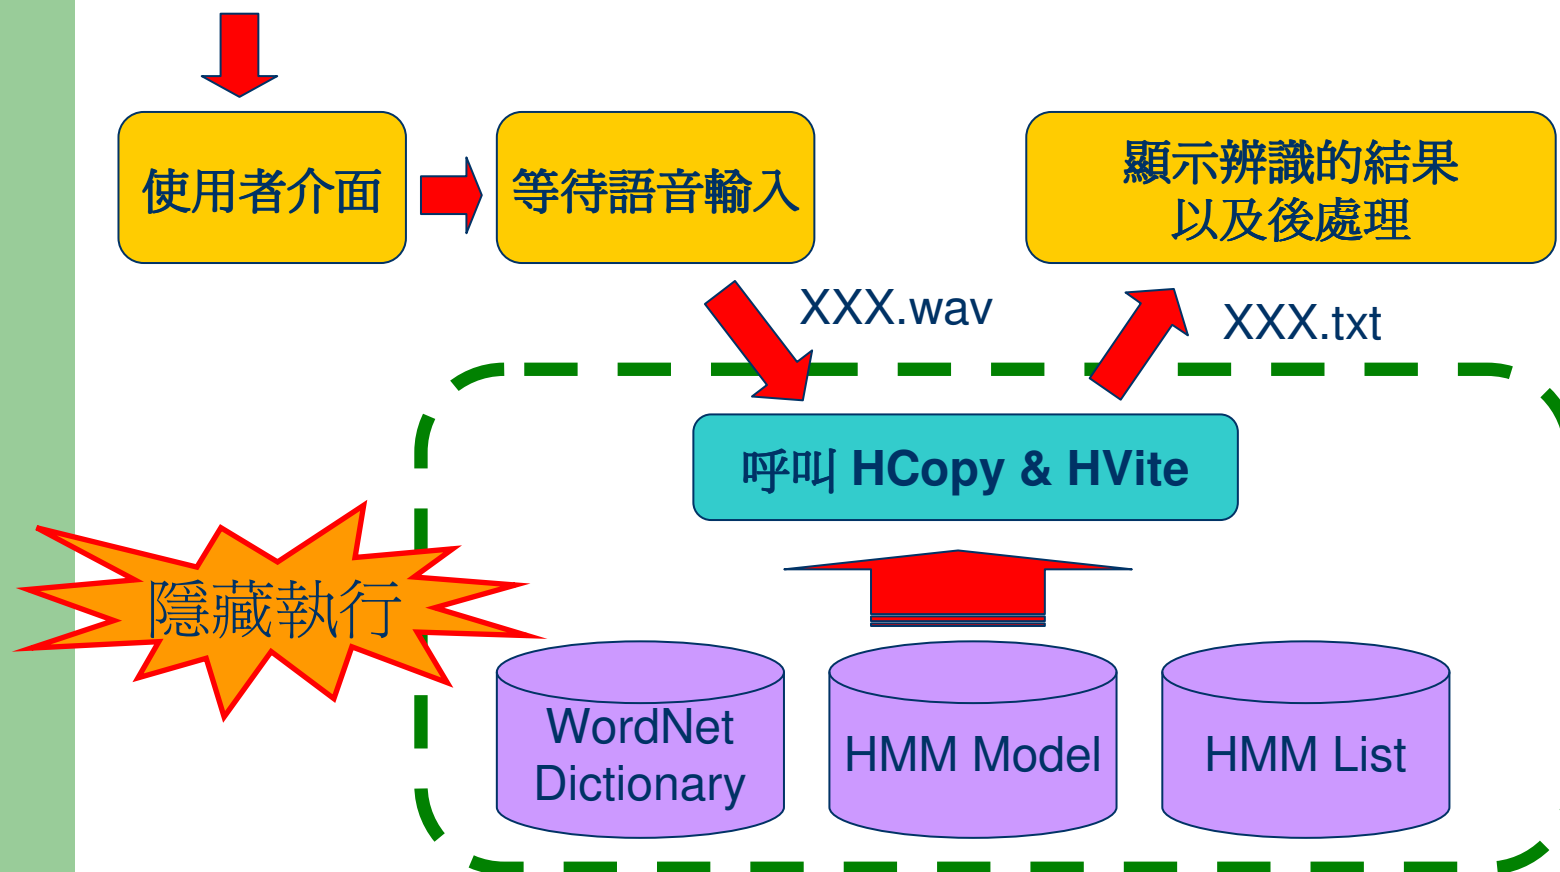 使用者介面
等待語音輸入
顯示辨識的結果
以及後處理
XXX.wav
XXX.txt
呼叫 HCopy & HVite
隱藏執行
WordNet
Dictionary
HMM Model
HMM List